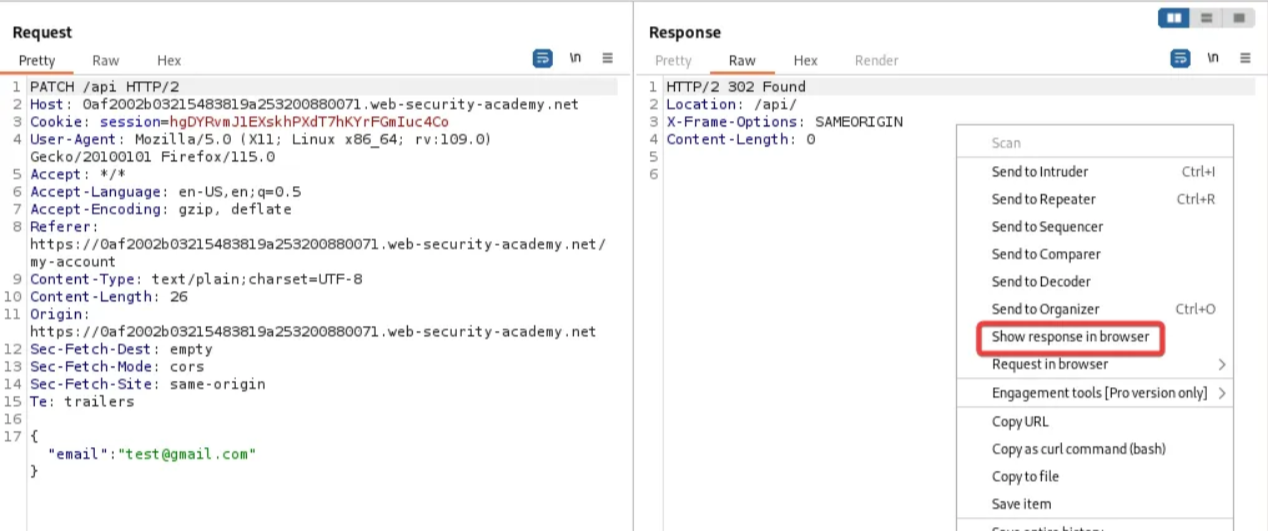 Request
Pretty Raw Hex \n
1 PATCH /api HTTP/2
2 Host: 0af2002b03215483819a253200880071.web-security-academy.net
3 Cookie: session=hgDYRvmJlEXskhPXdT7hKYrFGmIuc4Co
4 User-Agent: Mozilla/5.0 (X11; Linux x86_64; rv:109.0)
Gecko/20100101 Firefox/115.0
5 Accept: */*
6 Accept-Language: en-US,en;q=0.5
7 Accept-Encoding: gzip, deflate
8 Referer:
https://0af2002b03215483819a253200880071.web-security-academy.net/
my-account
9 Content-Type: text/plain;charset=UTF-8
10 Content-Length: 26
11 Origin:
https://0af2002b03215483819a253200880071.web-security-academy.net
12 Sec-Fetch-Dest: empty
13 Sec-Fetch-Mode: cors
14 Sec-Fetch-Site: same-origin
15 Te: trailers
16
17 {
"email":"test@gmail.com"
}
Response
Pretty Raw Hex Render \n
1 HTTP/2 302 Found
2 Location: /api/
3 X-Frame-Options: SAMEORIGIN
4 Content-Length: 0
5
6
Scan
Send to Intruder Ctrl+I
Send to Repeater Ctrl+R
Send to Sequencer
Send to Comparer
Send to Decoder
Send to Organizer Ctrl+O
Show response in browser
Request in browser
Engagement tools [Pro version only]
Copy URL
Copy as curl command (bash)
Copy to file
Save item
Save entire history